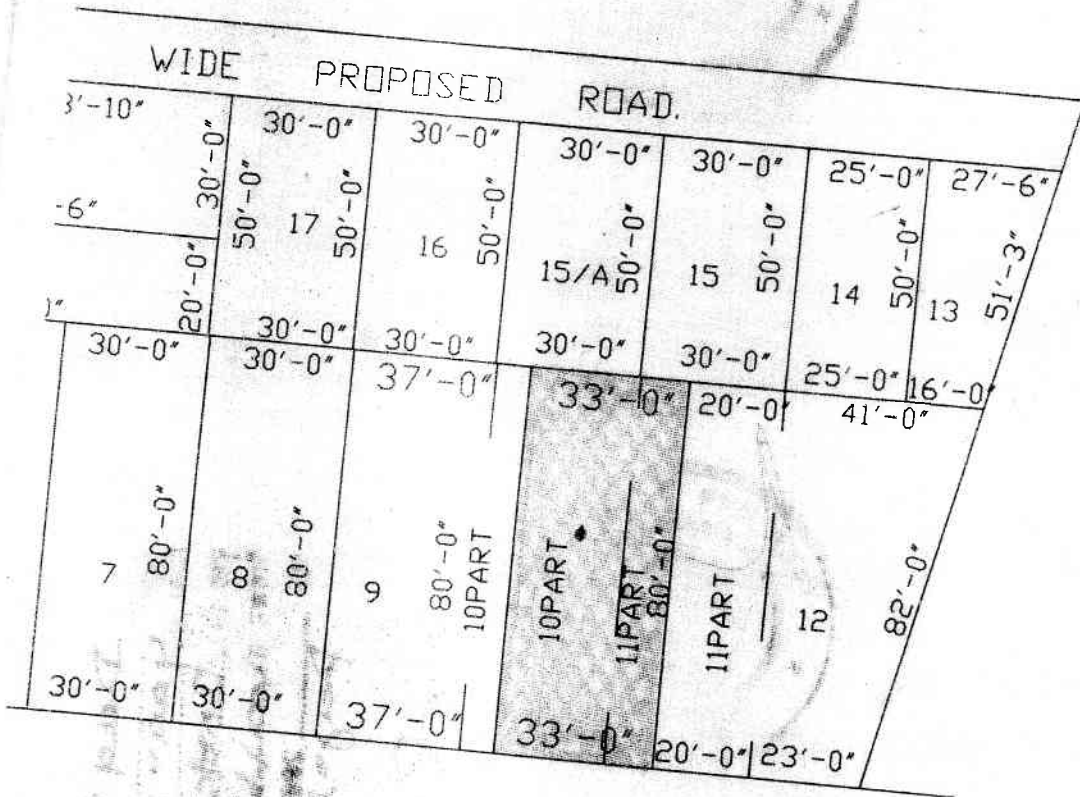 WIDE PROPOSED ROAD.
3'-10" 30'-0" 30'-0" 30'-0" 30'-0" 25'-0" 27'-6"
30'-0" 50'-0" 17 50'-0" 16 50'-0" 15/A 50'-0" 15 50'-0" 14 50'-0" 13 51'-3"
-6"
20'-0"
30'-0" 30'-0" 30'-0" 30'-0" 25'-0" 16'-0"
30'-0" 30'-0" 37'-0" 33'-0" 20'-0" 41'-0"
7 80'-0" 8 80'-0" 9 80'-0" 10PART 10PART 11PART 80'-0" 11PART 12 82'-0"
30'-0" 30'-0" 37'-0" 33'-0" 20'-0" 23'-0"